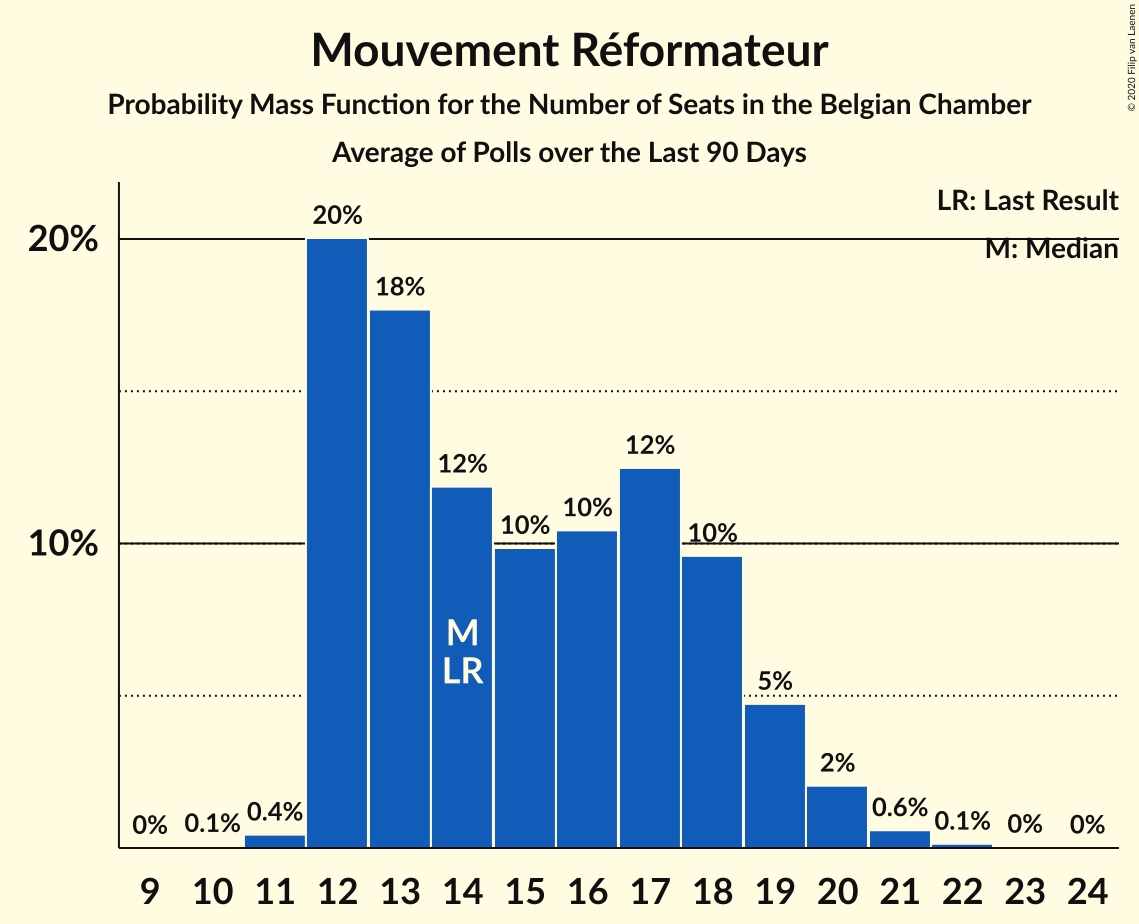 Mouvement Réformateur
Probability Mass Function for the Number of Seats in the Belgian Chamber
Average of Polls over the Last 90 Days
© 2020 Filip van Laenen
LR: Last Result
M: Median
20%
10%
0%
0.1%
0.4%
20%
18%
12%
10%
10%
12%
10%
5%
2%
0.6%
0.1%
0%
0%
M
LR
9 10 11 12 13 14 15 16 17 18 19 20 21 22 23 24